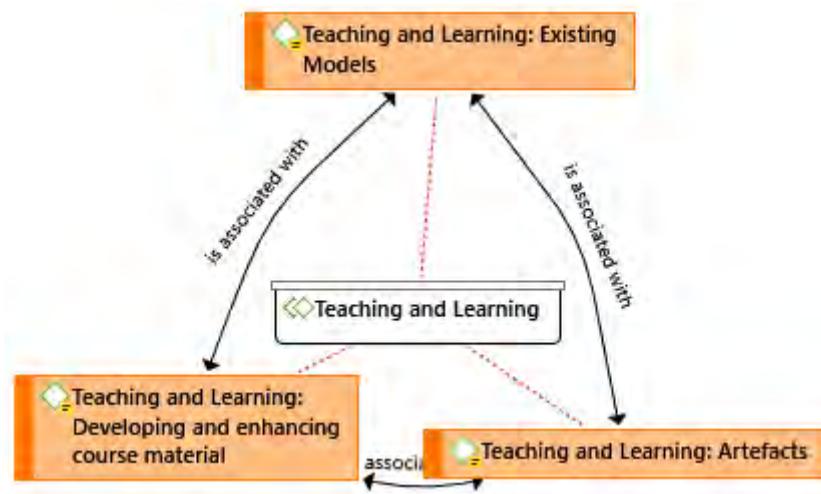 Teaching and Learning: Existing
Models
is associated with
is associated with
Teaching and Learning
Teaching and Learning:
Developing and enhancing
course material
Teaching and Learning: Artefacts